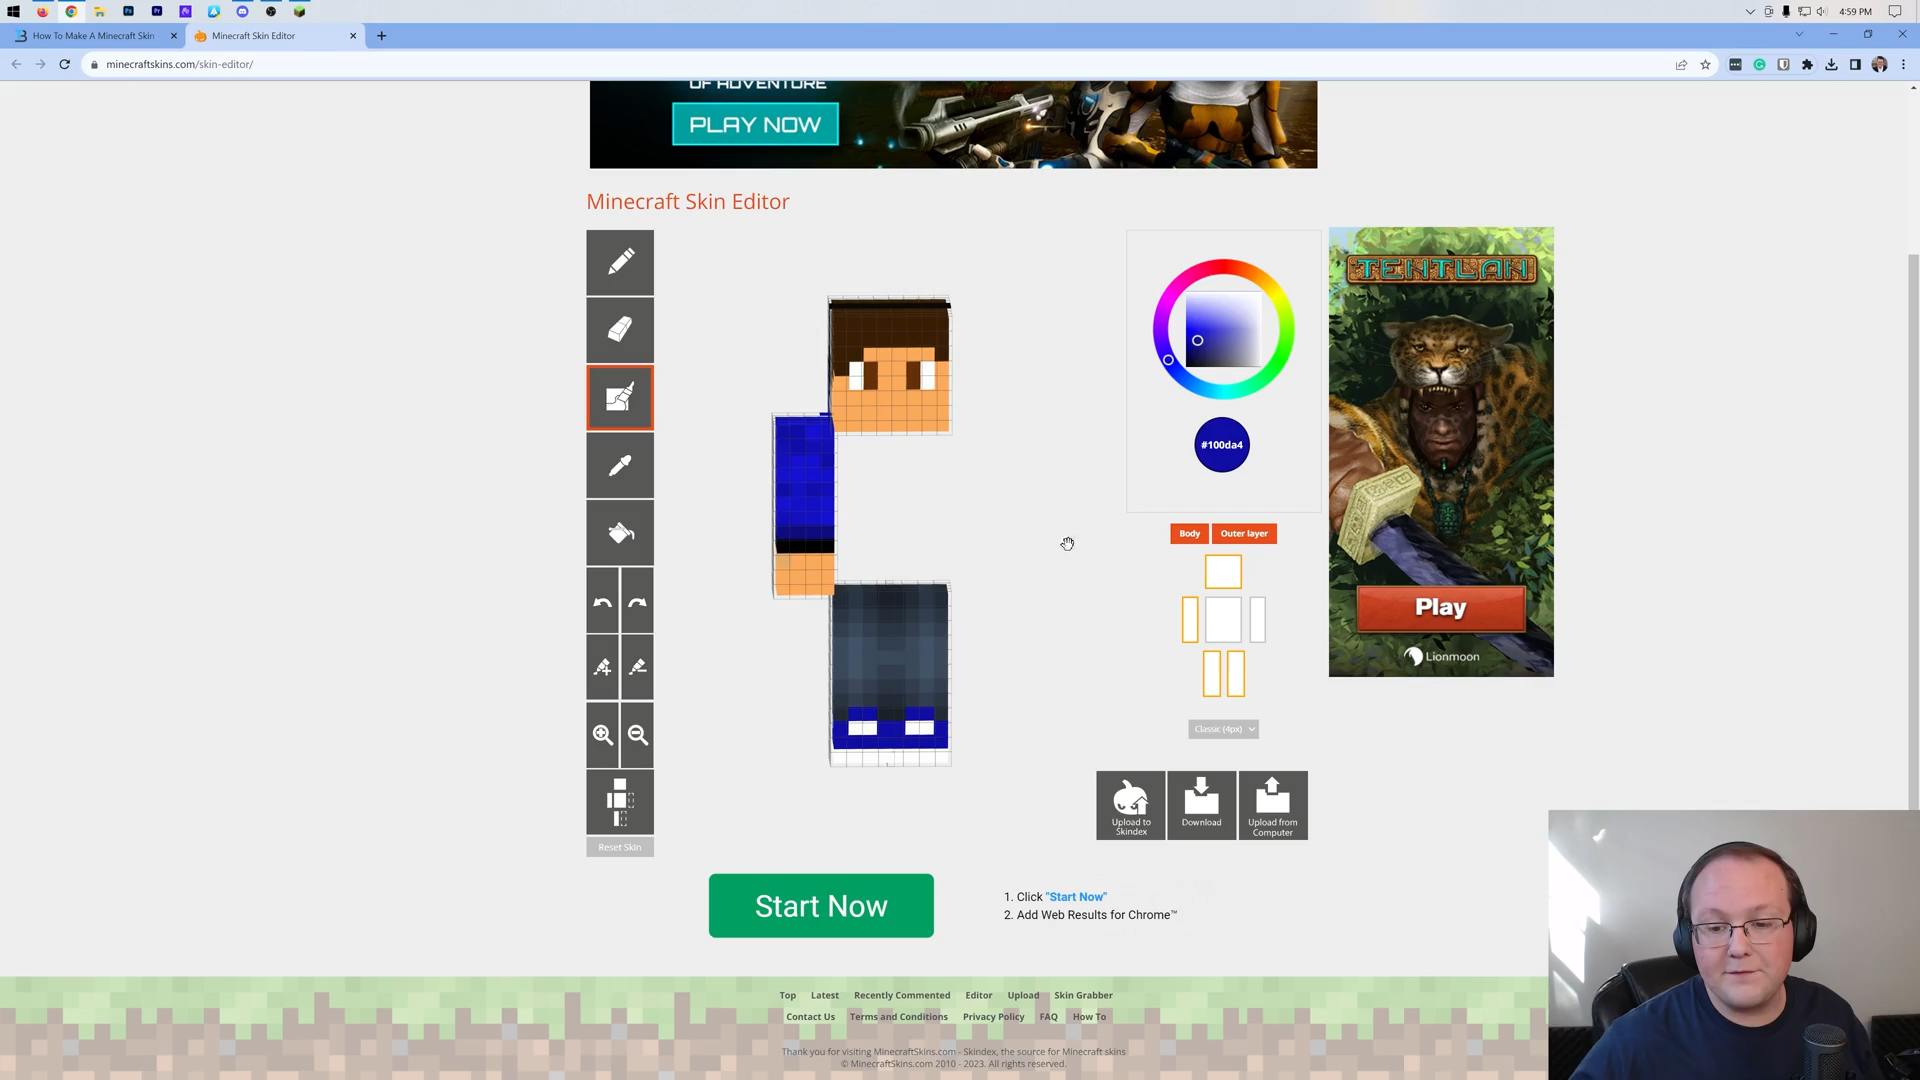 4:59 PM
How To Make A Minecraft Skin
Minecraft Skin Editor
minecraftskins.com/skin-editor/
OF ADVENTURE
PLAY NOW
Minecraft Skin Editor
TENTLAN
#100da4
Body
Outer layer
Play
Lionmoon
Classic (4px)
Upload to Skindex
Download
Upload from Computer
Reset Skin
Start Now
1. Click "Start Now"
2. Add Web Results for Chrome™
Top Latest Recently Commented Editor Upload Skin Grabber
Contact Us Terms and Conditions Privacy Policy FAQ How To
Thank you for visiting MinecraftSkins.com - Skindex, the source for Minecraft skins
© MinecraftSkins.com 2010 - 2023. All rights reserved.